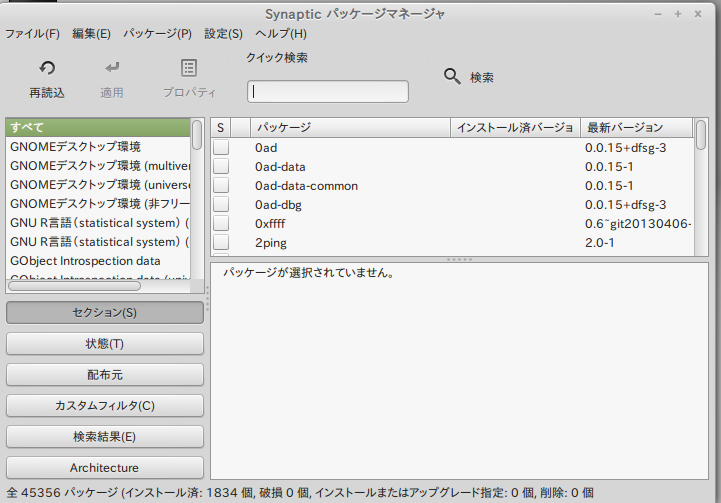 Synaptic パッケージマネージャ
ファイル(F) 編集(E) パッケージ(P) 設定(S) ヘルプ(H)
クイック検索
再読込 適用 プロパティ 検索
すべて
GNOMEデスクトップ環境
GNOMEデスクトップ環境 (multiver
GNOMEデスクトップ環境 (universe
GNOMEデスクトップ環境 (非フリー
GNU R言語（statistical system）(
GNU R言語（statistical system）(
GObject Introspection data
GObject Introspection data (univ
S パッケージ インストール済バージョ 最新バージョン
0ad 0.0.15+dfsg-3
0ad-data 0.0.15-1
0ad-data-common 0.0.15-1
0ad-dbg 0.0.15+dfsg-3
0xffff 0.6~git20130406-
2ping 2.0-1
パッケージが選択されていません。
セクション(S)
状態(T)
配布元
カスタムフィルタ(C)
検索結果(E)
Architecture
全 45356 パッケージ (インストール済: 1834 個, 破損 0 個, インストールまたはアップグレード指定: 0 個, 削除: 0 個